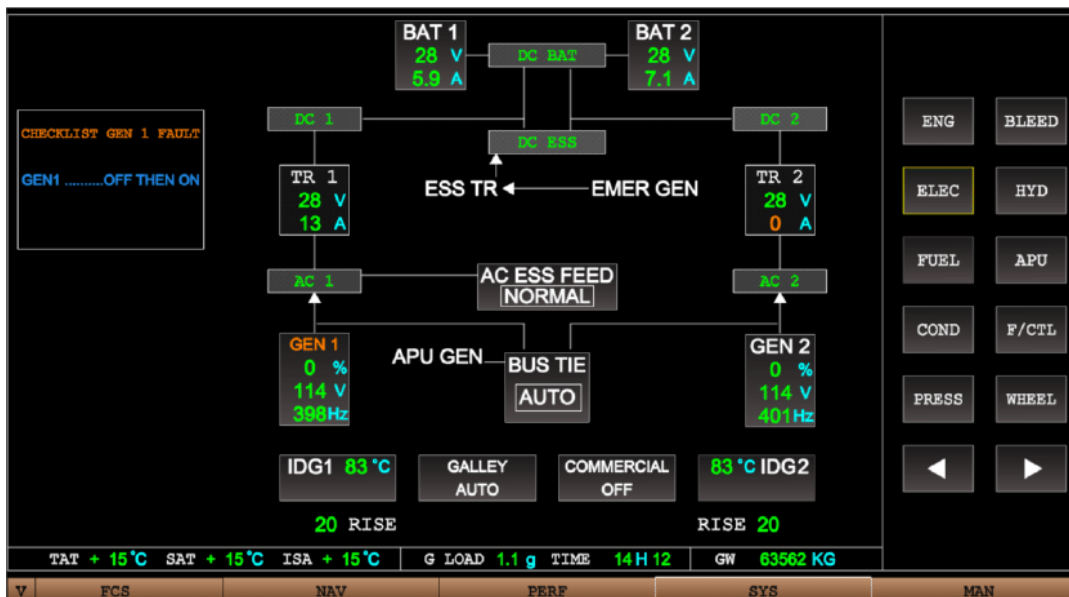 BAT 1
28 V
5.9 A
DC BAT
BAT 2
28 V
7.1 A
CHECKLIST GEN 1 FAULT
GEN1 ..........OFF THEN ON
DC 1
DC 2
DC ESS
ESS TR
EMER GEN
TR 1
28 V
13 A
TR 2
28 V
0 A
AC 1
AC ESS FEED
NORMAL
AC 2
GEN 1
0 %
114 V
398Hz
APU GEN
BUS TIE
AUTO
GEN 2
0 %
114 V
401Hz
IDG1 83 °C
GALLEY
AUTO
COMMERCIAL
OFF
83 °C IDG2
20 RISE
RISE 20
TAT + 15°C SAT + 15°C ISA + 15°C G LOAD 1.1 g TIME 14 H 12 GW 63562 KG
ENG BLEED
ELEC HYD
FUEL APU
COND F/CTL
PRESS WHEEL
V FCS NAV PERF SYS MAN